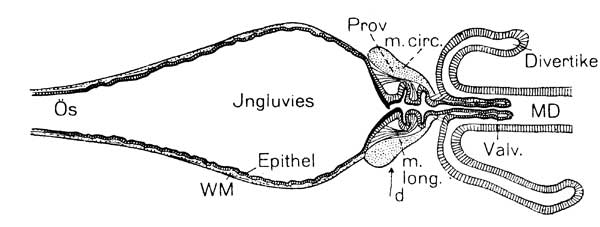 Prov
m. circ.
Divertike
Ös
Jngluvies
MD
Epithel
Valv.
m.
long.
WM
d